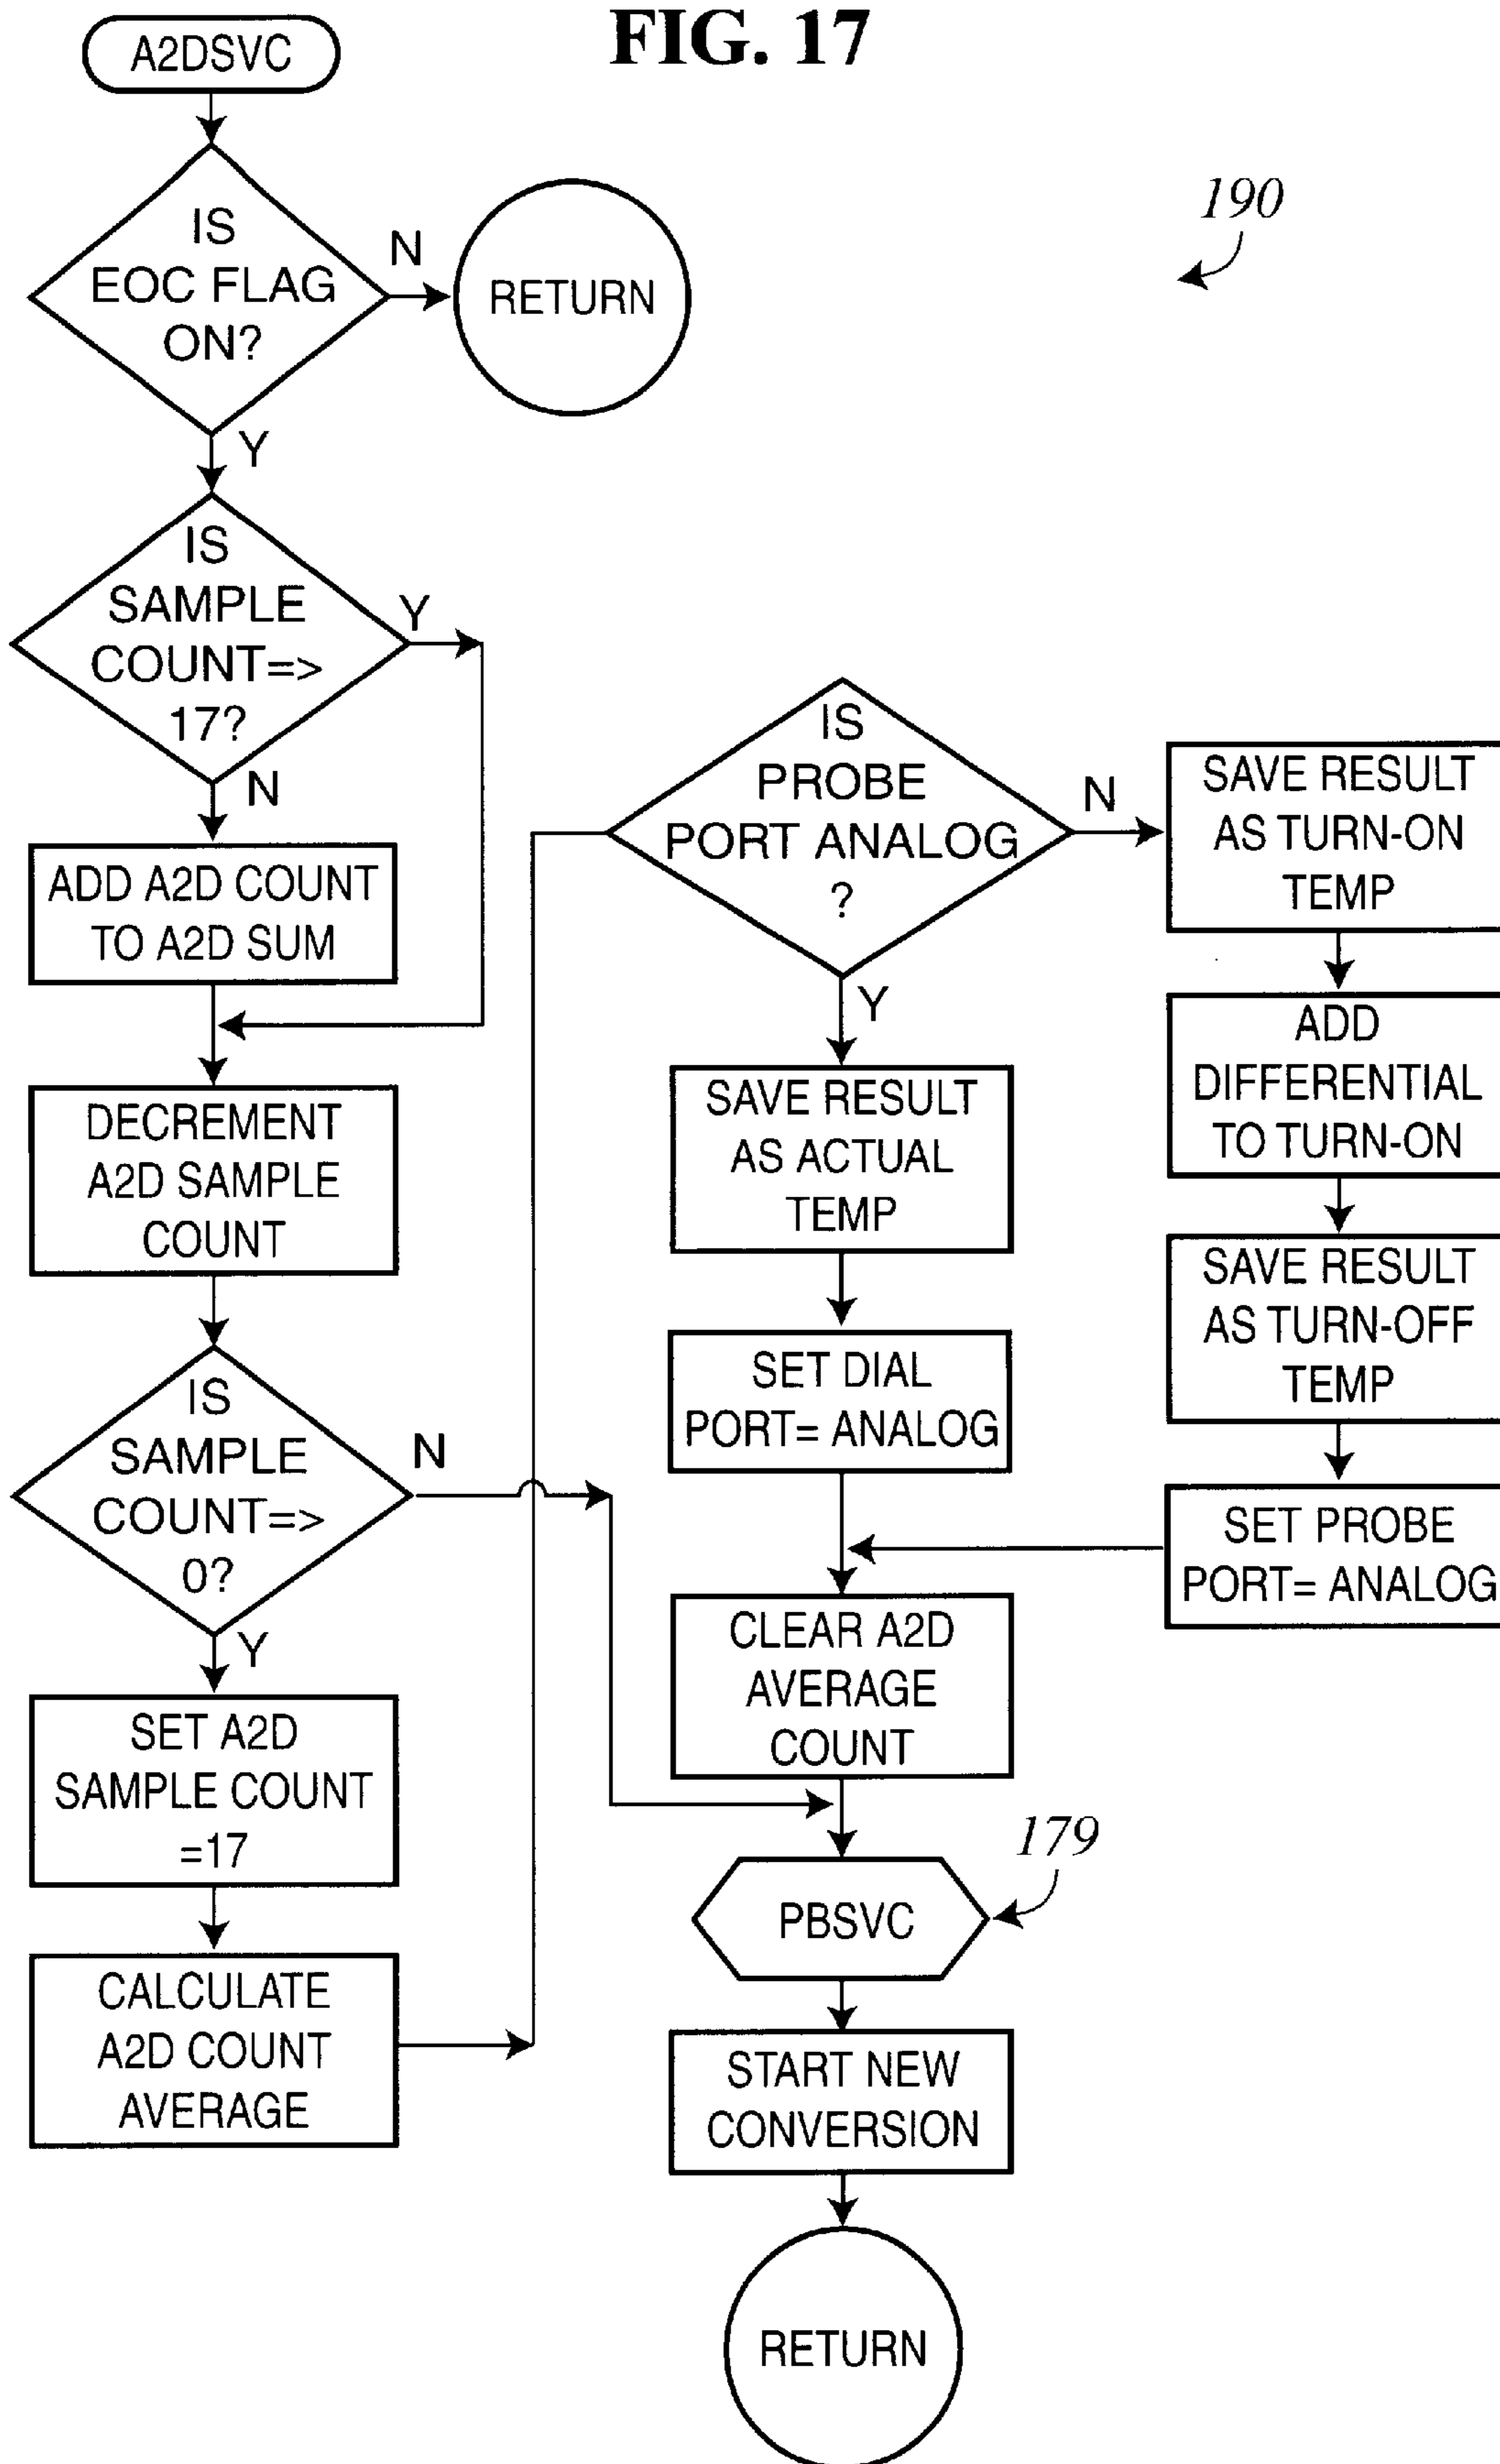 FIG. 17
A2DSVC
IS
EOC FLAG
ON?
N
RETURN
190
Y
IS
SAMPLE
COUNT=>
17?
Y
N
ADD A2D COUNT
TO A2D SUM
DECREMENT
A2D SAMPLE
COUNT
IS
SAMPLE
COUNT=>
0?
N
Y
SET A2D
SAMPLE COUNT
=17
CALCULATE
A2D COUNT
AVERAGE
IS
PROBE
PORT ANALOG
?
N
Y
SAVE RESULT
AS ACTUAL
TEMP
SET DIAL
PORT= ANALOG
SAVE RESULT
AS TURN-ON
TEMP
ADD
DIFFERENTIAL
TO TURN-ON
SAVE RESULT
AS TURN-OFF
TEMP
SET PROBE
PORT= ANALOG
CLEAR A2D
AVERAGE
COUNT
179
PBSVC
START NEW
CONVERSION
RETURN